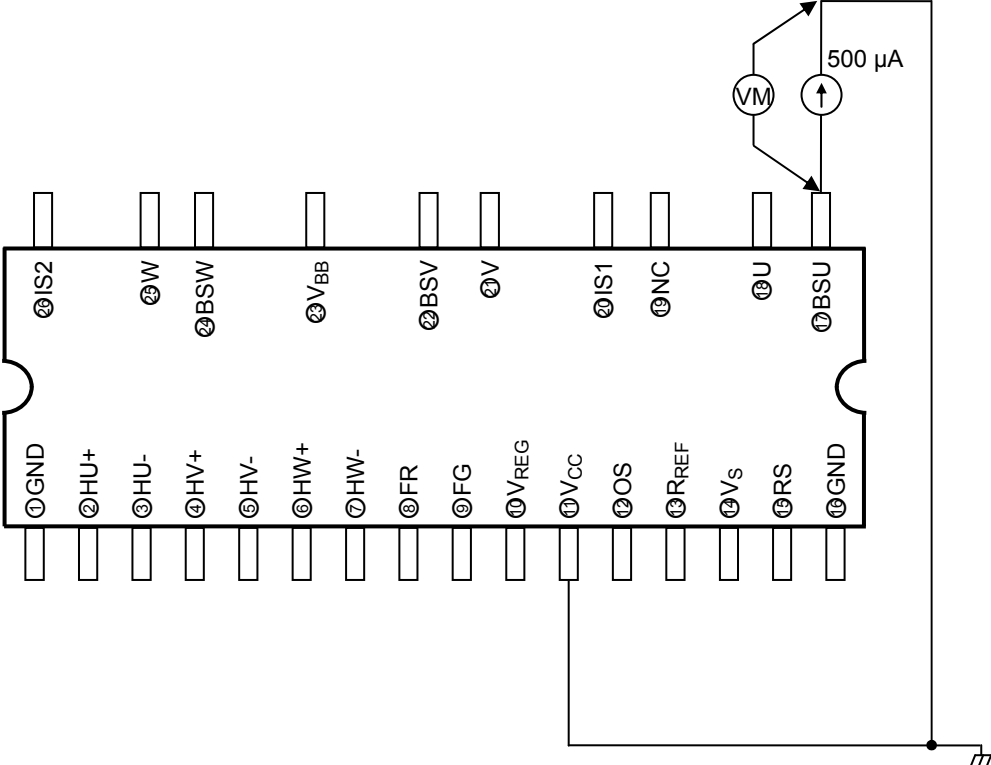 500 µA
VM
㉖IS2
㉕W
㉔BSW
㉓VBB
㉒BSV
㉑V
⑳IS1
⑲NC
⑱U
⑰BSU
①GND
②HU+
③HU-
④HV+
⑤HV-
⑥HW+
⑦HW-
⑧FR
⑨FG
⑩VREG
⑪VCC
⑫OS
⑬RREF
⑭VS
⑮RS
⑯GND